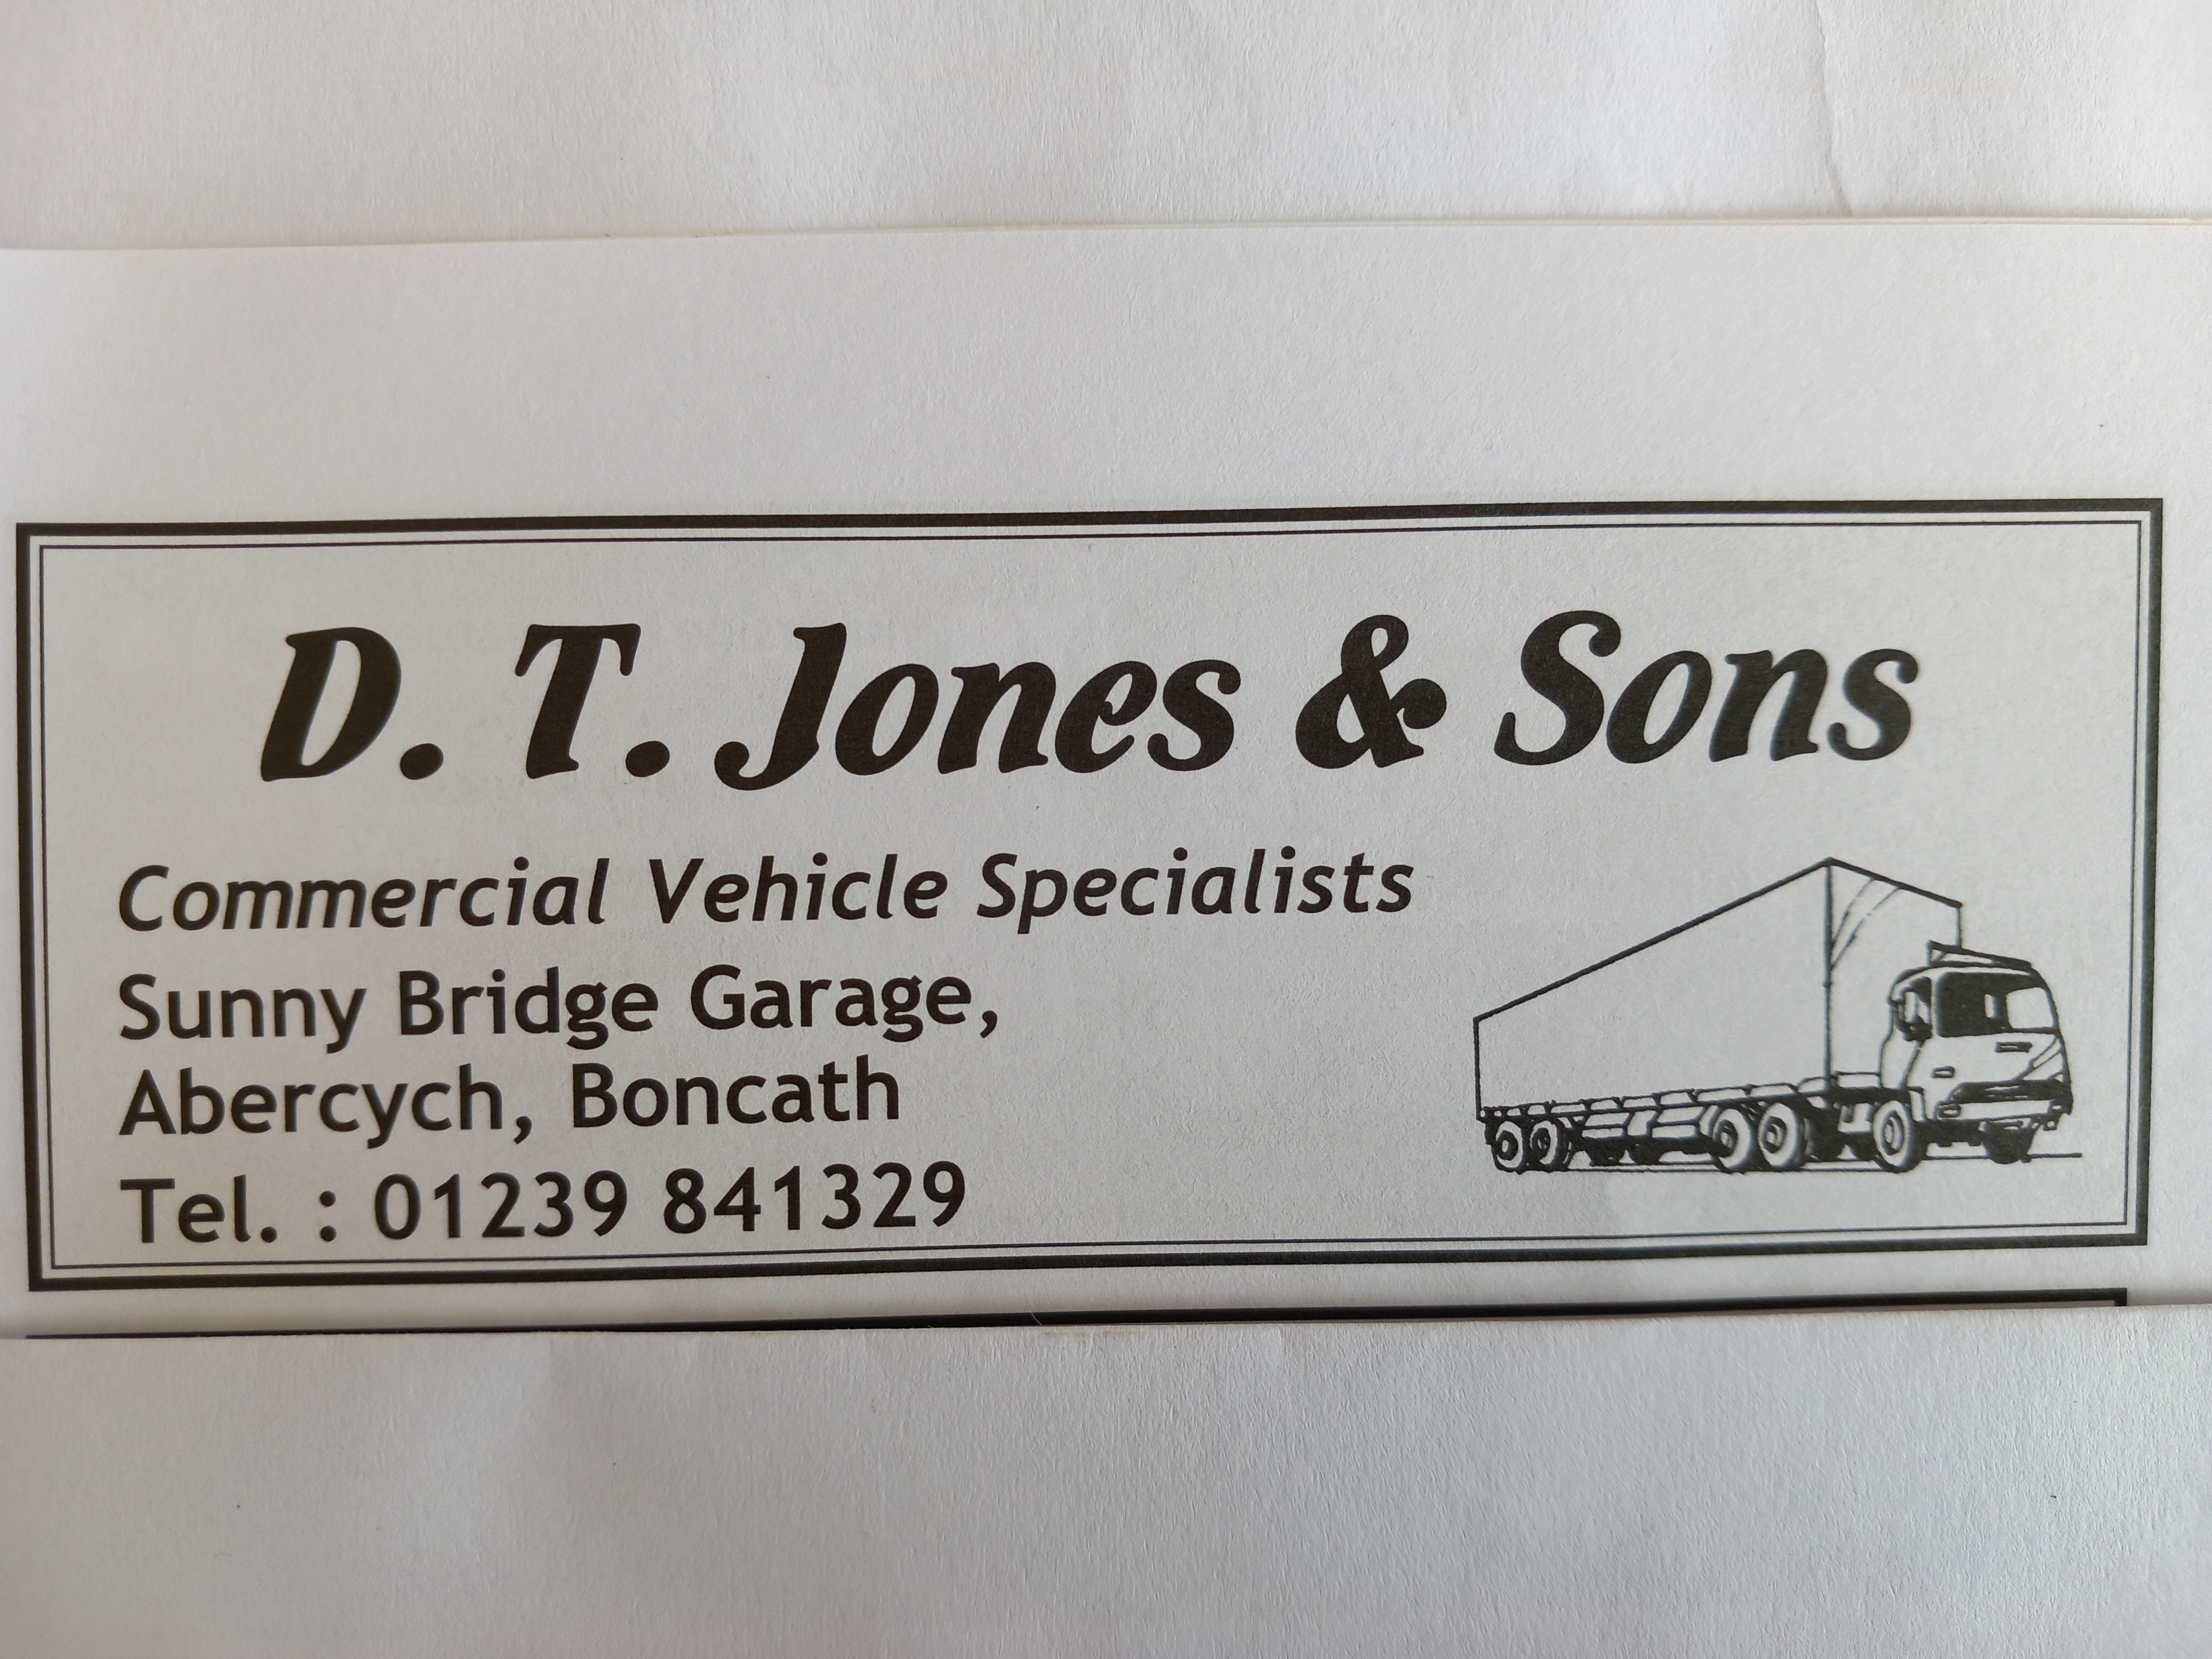 D. T. Jones & Sons
Commercial Vehicle Specialists
Sunny Bridge Garage,
Abercych, Boncath
Tel. : 01239 841329